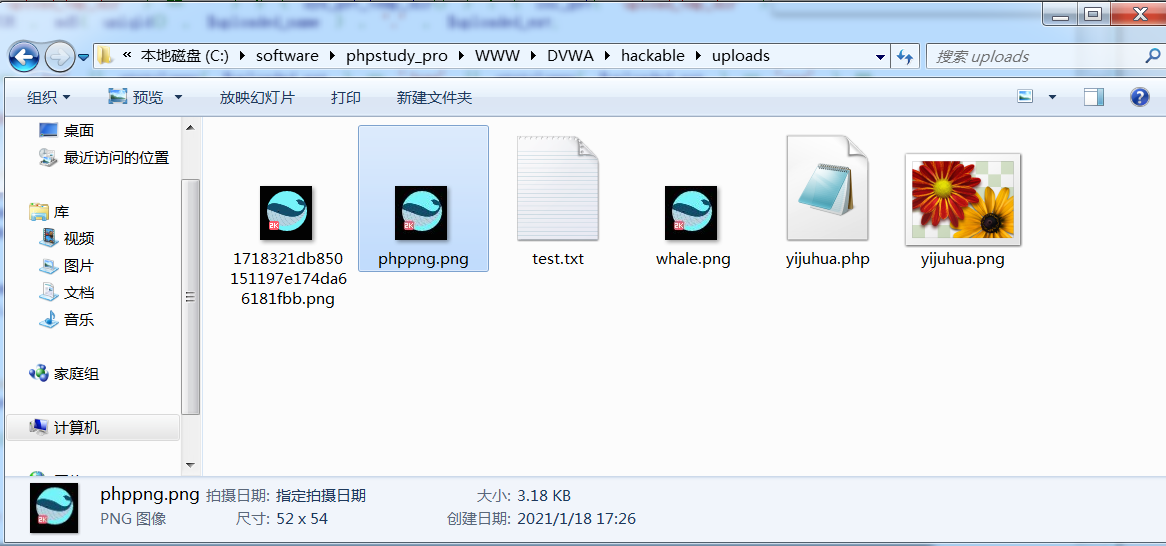 « 本地磁盘 (C:) ▸ software ▸ phpstudy_pro ▸ WWW ▸ DVWA ▸ hackable ▸ uploads
搜索 uploads
组织 预览 放映幻灯片 打印 新建文件夹
桌面
最近访问的位置
库
视频
图片
文档
音乐
家庭组
计算机
1718321db850
151197e174da6
6181fbb.png
phppng.png
test.txt
whale.png
yijuhua.php
yijuhua.png
phppng.png 拍摄日期: 指定拍摄日期 大小: 3.18 KB
PNG 图像 尺寸: 52 x 54 创建日期: 2021/1/18 17:26